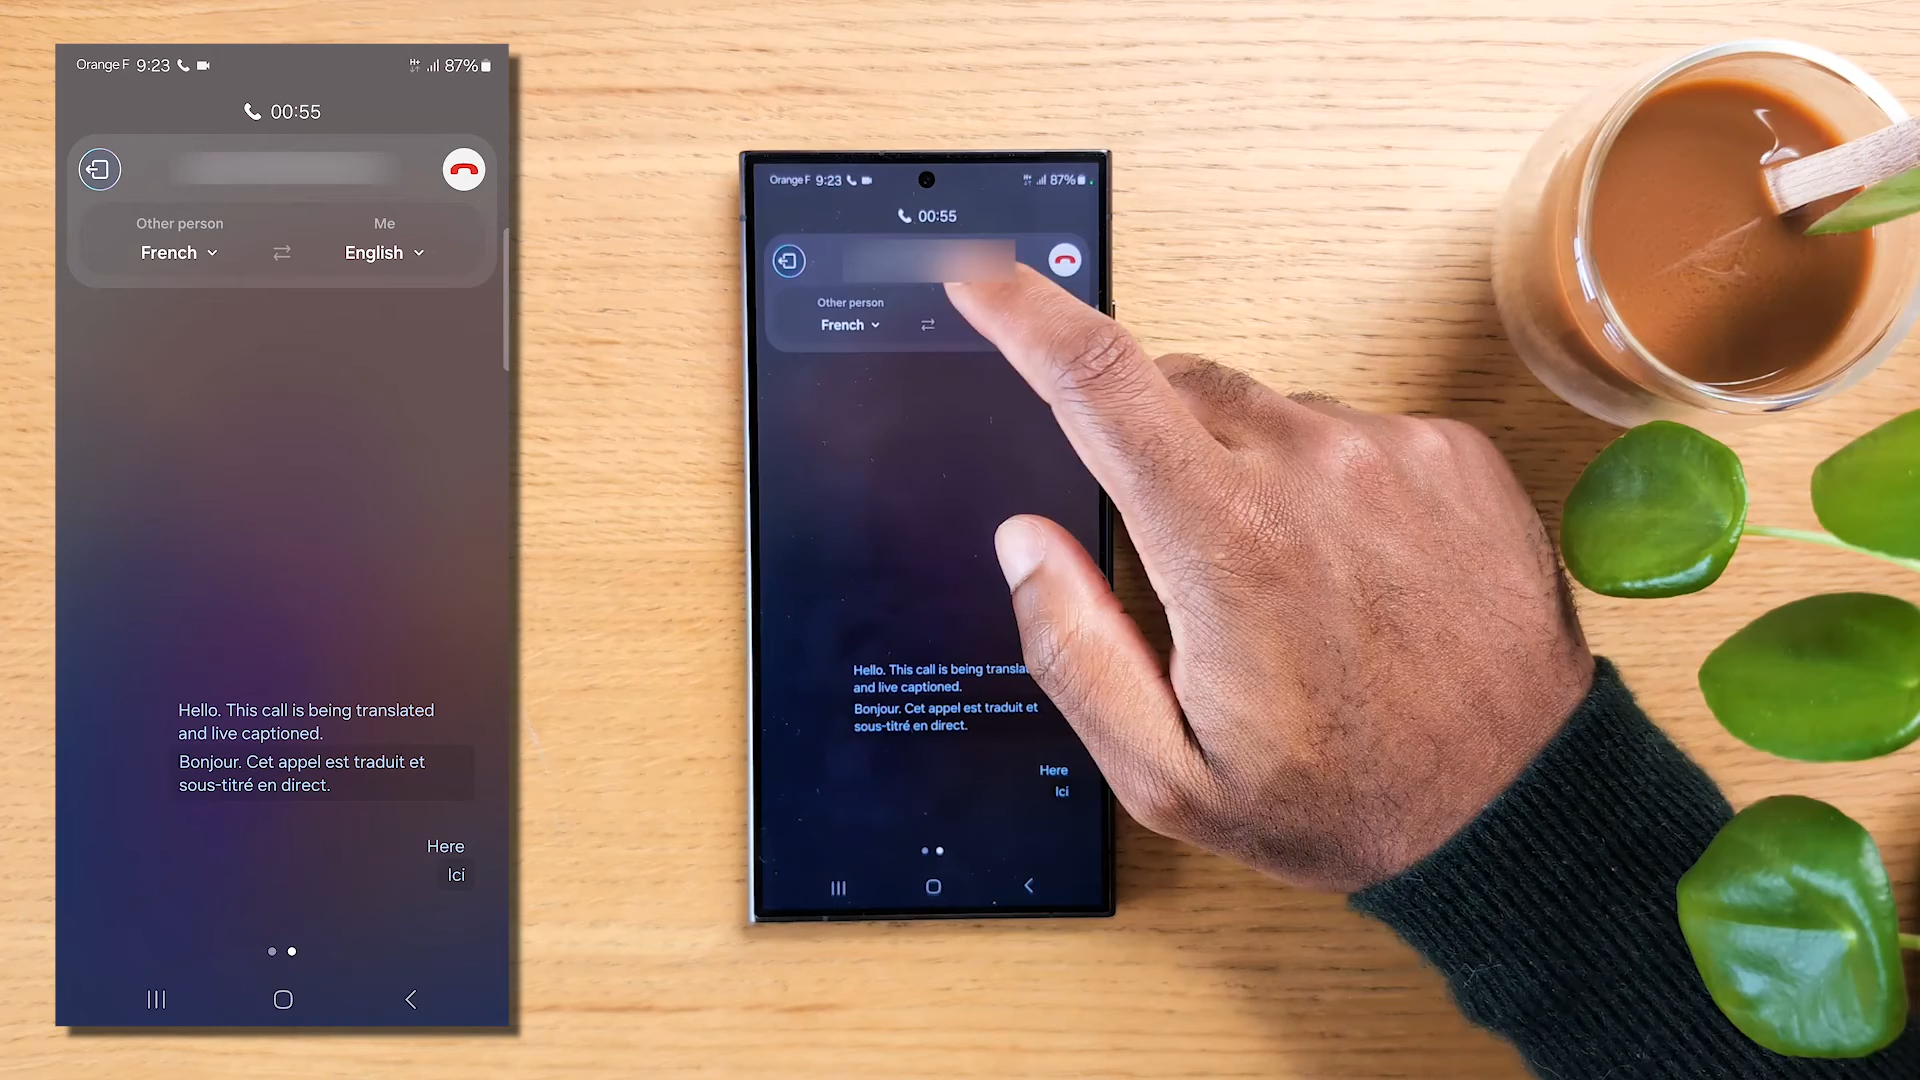 Orange F 9:23 H+ 87%
00:55
Other person Me
French English
Hello. This call is being translated
and live captioned.
Bonjour. Cet appel est traduit et
sous-titré en direct.
Here
Ici
Orange F 9:23 H+ 87%
00:55
Other person
French
Hello. This call is being transla
and live captioned.
Bonjour. Cet appel est traduit et
sous-titré en direct.
Here
Ici